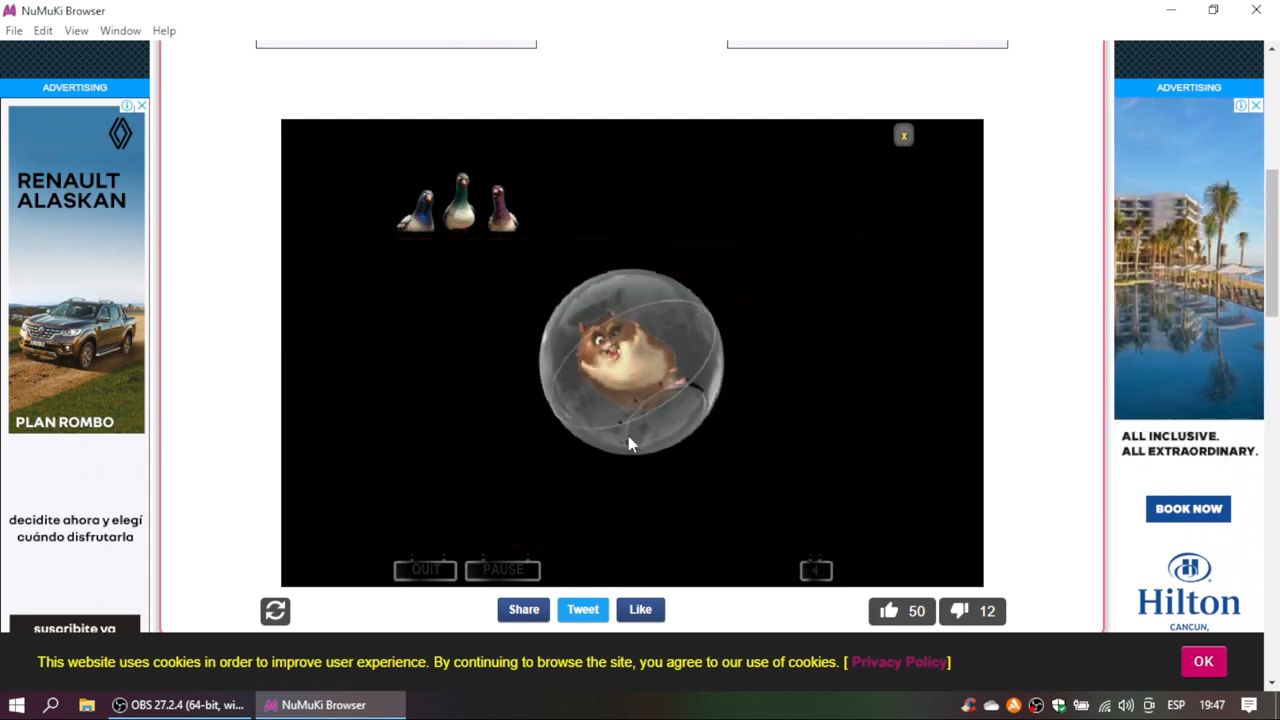 NuMuKi Browser
File Edit View Window Help
ADVERTISING
ADVERTISING
RENAULT
ALASKAN
PLAN ROMBO
decidite ahora y elegí
cuándo disfrutarla
suscribite ya
x
QUIT
PAUSE
Share
Tweet
Like
50
12
ALL INCLUSIVE.
ALL EXTRAORDINARY.
BOOK NOW
Hilton
CANCUN,
This website uses cookies in order to improve user experience. By continuing to browse the site, you agree to our use of cookies. [ Privacy Policy]
OK
OBS 27.2.4 (64-bit, wi...
NuMuKi Browser
ESP
19:47